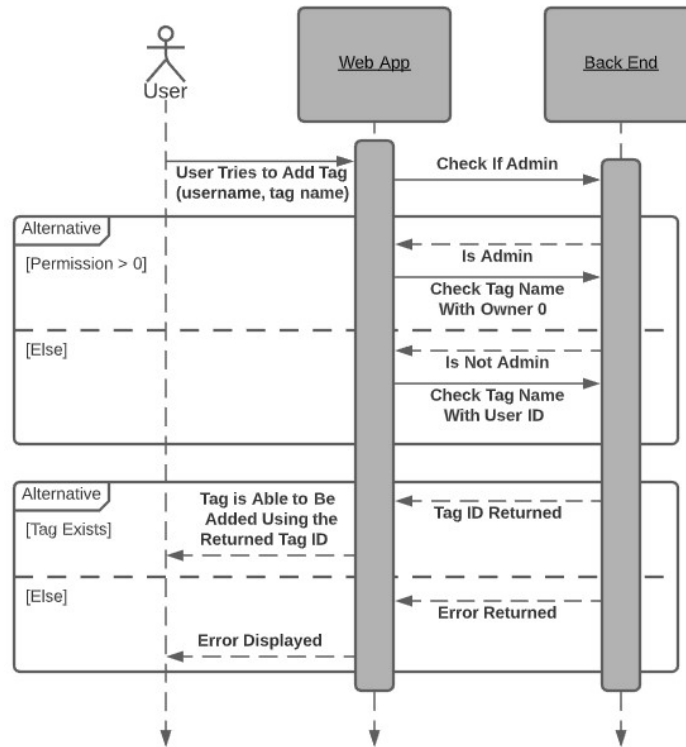 User
Web App
Back End
User Tries to Add Tag
(username, tag name)
Check If Admin
Alternative
[Permission > 0]
Is Admin
Check Tag Name
With Owner 0
[Else]
Is Not Admin
Check Tag Name
With User ID
Alternative
[Tag Exists]
Tag is Able to Be
Added Using the
Returned Tag ID
Tag ID Returned
[Else]
Error Returned
Error Displayed